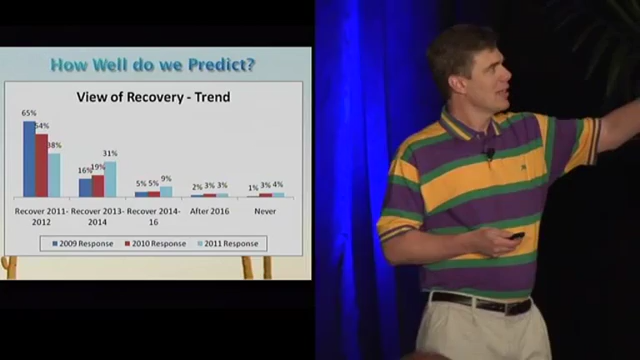 How Well do we Predict?
View of Recovery - Trend
65%
54%
38%
16%
19%
31%
5% 5% 9%
2% 3% 3%
1% 3% 4%
Recover 2011-2012
Recover 2013-2014
Recover 2014-16
After 2016
Never
2009 Response
2010 Response
2011 Response